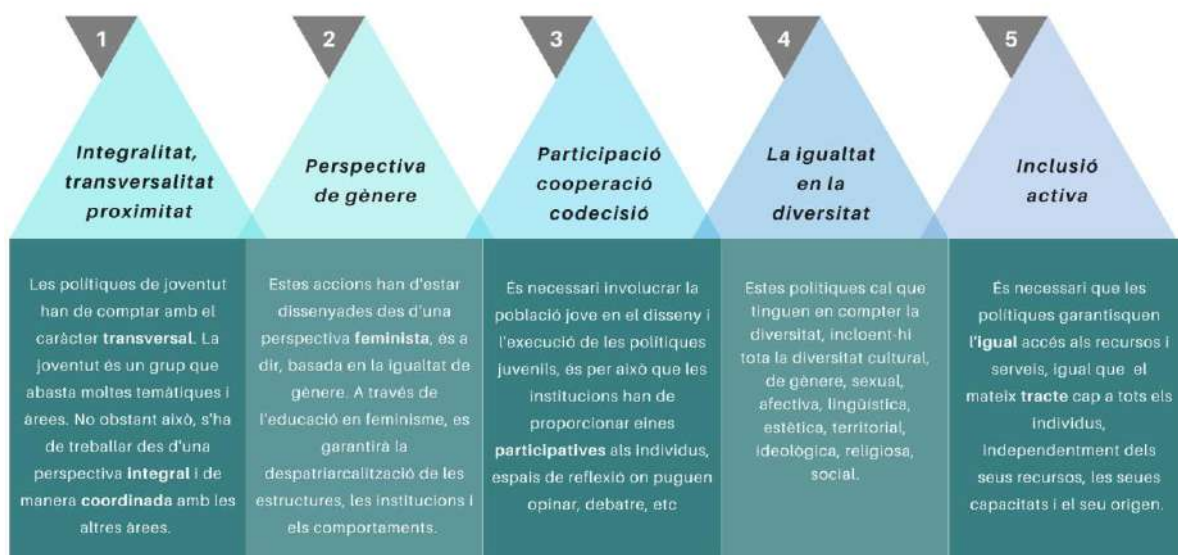 1
Integralitat,
transversalitat
proximitat
Les polítiques de joventut
han de comptar amb el
caràcter transversal. La
joventut és un grup que
abasta moltes temàtiques i
àrees. No obstant això, s'ha
de treballar des d'una
perspectiva integral i de
manera coordinada amb les
altres àrees.
2
Perspectiva
de gènere
Estes accions han d'estar
dissenyades des d'una
perspectiva feminista, és a
dir, basada en la igualtat de
gènere. A través de
l'educació en feminisme, es
garantirà la
despatriarcalització de les
estructures, les institucions i
els comportaments.
3
Participació
cooperació
codecisió
És necessari involucrar la
població jove en el disseny i
l'execució de les polítiques
juvenils, és per això que les
institucions han de
proporcionar eines
participatives als individus,
espais de reflexió on puguen
opinar, debatre, etc
4
La igualtat
en la
diversitat
Estes polítiques cal que
tinguen en compter la
diversitat, incloent-hi
tota la diversitat cultural,
de gènere, sexual,
afectiva, lingüística,
estètica, territorial,
ideològica, religiosa,
social.
5
Inclusió
activa
És necessari que les
polítiques garantisquen
l'igual accés als recursos i
serveis, igual que el
mateix tracte cap a tots els
individus,
independentment dels
seus recursos, les seues
capacitats i el seu origen.